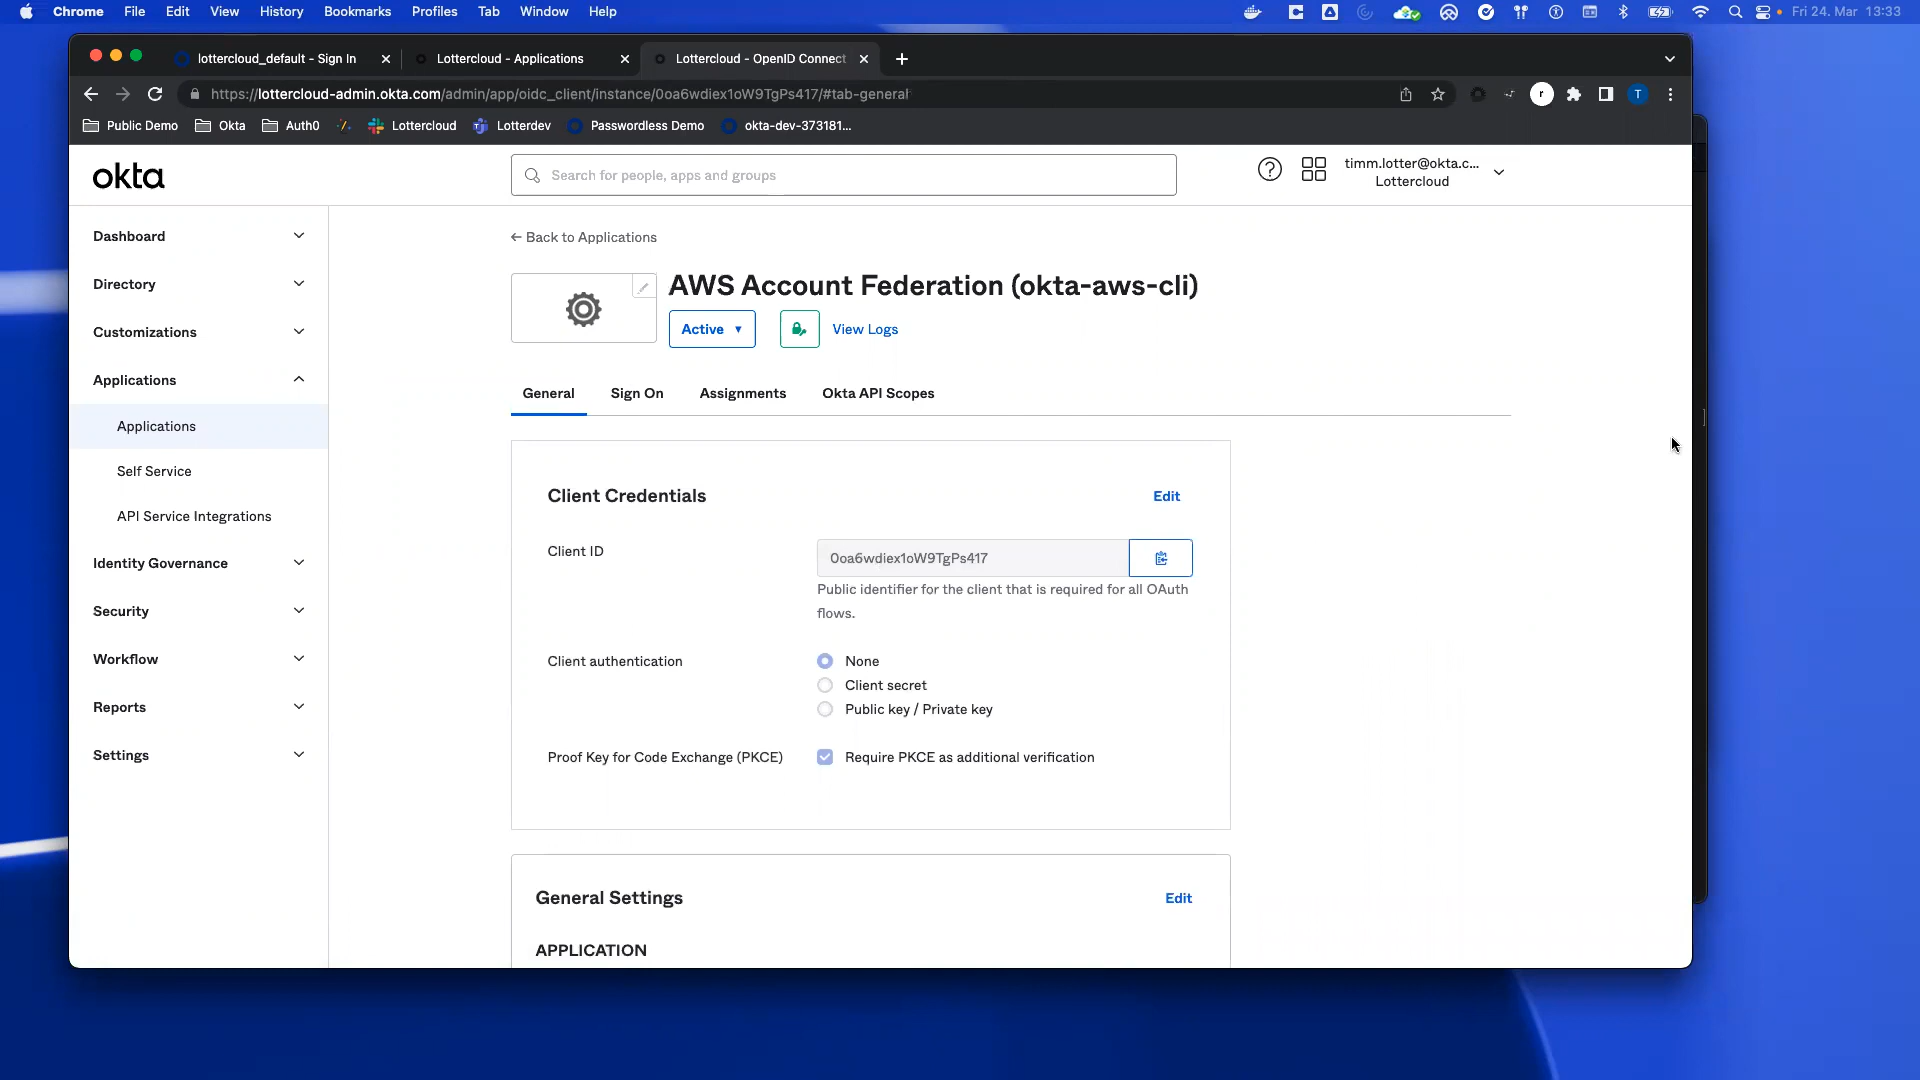 Chrome File Edit View History Bookmarks Profiles Tab Window Help Fri 24. Mar 13:33
lottercloud_default - Sign In
Lottercloud - Applications
Lottercloud - OpenID Connect
https://lottercloud-admin.okta.com/admin/app/oidc_client/instance/0oa6wdiex1oW9TgPs417/#tab-general
r
T
Public Demo Okta Auth0 Lottercloud Lotterdev Passwordless Demo okta-dev-373181...
okta
Search for people, apps and groups
timm.lotter@okta.c...
Lottercloud
Dashboard
Directory
Customizations
Applications
Applications
Self Service
API Service Integrations
Identity Governance
Security
Workflow
Reports
Settings
← Back to Applications
AWS Account Federation (okta-aws-cli)
Active ▼
View Logs
General Sign On Assignments Okta API Scopes
Client Credentials
Edit
Client ID
0oa6wdiex1oW9TgPs417
Public identifier for the client that is required for all OAuth
flows.
Client authentication
None
Client secret
Public key / Private key
Proof Key for Code Exchange (PKCE)
Require PKCE as additional verification
General Settings
Edit
APPLICATION